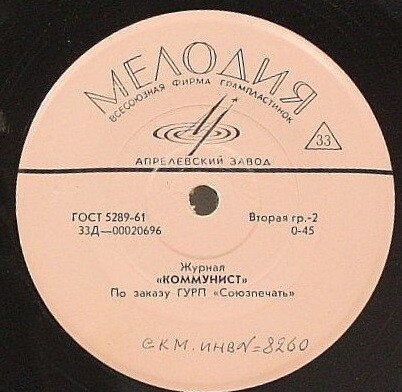 МЕЛОДИЯ
ВСЕСОЮЗНАЯ ФИРМА ГРАМПЛАСТИНОК
АПРЕЛЕВСКИЙ ЗАВОД
33
ГОСТ 5289-61
33Д—00020696
Вторая гр.-2
0-45
Журнал
«КОММУНИСТ»
По заказу ГУРП «Союзпечать»
СКМ. ИНВ№=8260